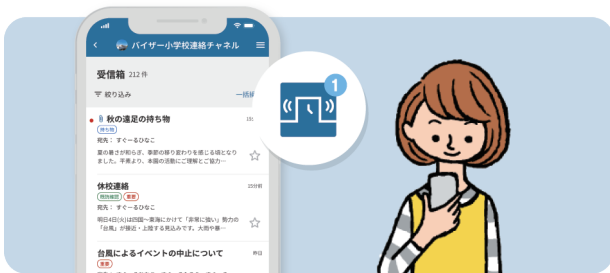 バイザー小学校連絡チャネル
受信箱 212 件
絞り込み
秋の遠足の持ち物
持ち物
宛先： すぐーるひなこ
夏の暑さが和らぎ、季節の移り変わりを感じる頃となり
ました。平素より、本園の活動にご理解とご協力…
休校連絡
13分前
重要
宛先： すぐーるひなこ
明日4日(火)は四国〜東海にかけて「非常に強い」勢力の
「台風」が接近・上陸する見込みです。大雨や暴…
台風によるイベントの中止について
昨日
重要
1